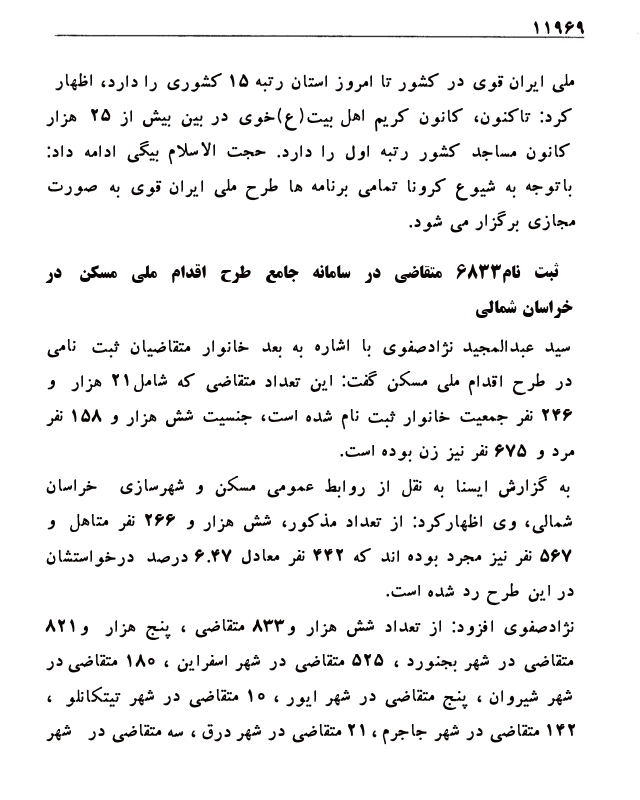 ۱۱۹۶۹
ملی ایران قوی در کشور تا امروز استان رتبه ۱۵ کشوری را دارد، اظهار
کرد: تاکنون، کانون کریم اهل بیت(ع)خوی در بین بیش از ۲۵ هزار
کانون مساجد کشور رتبه اول را دارد. حجت الاسلام بیگی ادامه داد:
باتوجه به شیوع کرونا تمامی برنامه ها طرح ملی ایران قوی به صورت
مجازی برگزار می شود.
ثبت نام۶۸۳۳ متقاضی در سامانه جامع طرح اقدام ملی مسکن در
خراسان شمالی
سید عبدالمجید نژادصفوی با اشاره به بعد خانوار متقاضیان ثبت نامی
در طرح اقدام ملی مسکن گفت: این تعداد متقاضی که شامل۲۱ هزار و
۲۴۶ نفر جمعیت خانوار ثبت نام شده است، جنسیت شش هزار و ۱۵۸ نفر
مرد و ۶۷۵ نفر نیز زن بوده است.
به گزارش ایسنا به نقل از روابط عمومی مسکن و شهرسازی خراسان
شمالی، وی اظهارکرد: از تعداد مذکور، شش هزار و ۲۶۶ نفر متاهل و
۵۶۷ نفر نیز مجرد بوده اند که ۴۴۲ نفر معادل ۶.۴۷ درصد درخواستشان
در این طرح رد شده است.
نژادصفوی افزود: از تعداد شش هزار و۸۳۳ متقاضی ، پنج هزار و۸۲۱
متقاضی در شهر بجنورد ، ۵۲۵ متقاضی در شهر اسفراین ، ۱۸۰ متقاضی در
شهر شیروان ، پنج متقاضی در شهر ایور ، ۱۰ متقاضی در شهر تیتکانلو ،
۱۴۲ متقاضی در شهر جاجرم ، ۲۱ متقاضی در شهر درق ، سه متقاضی در شهر